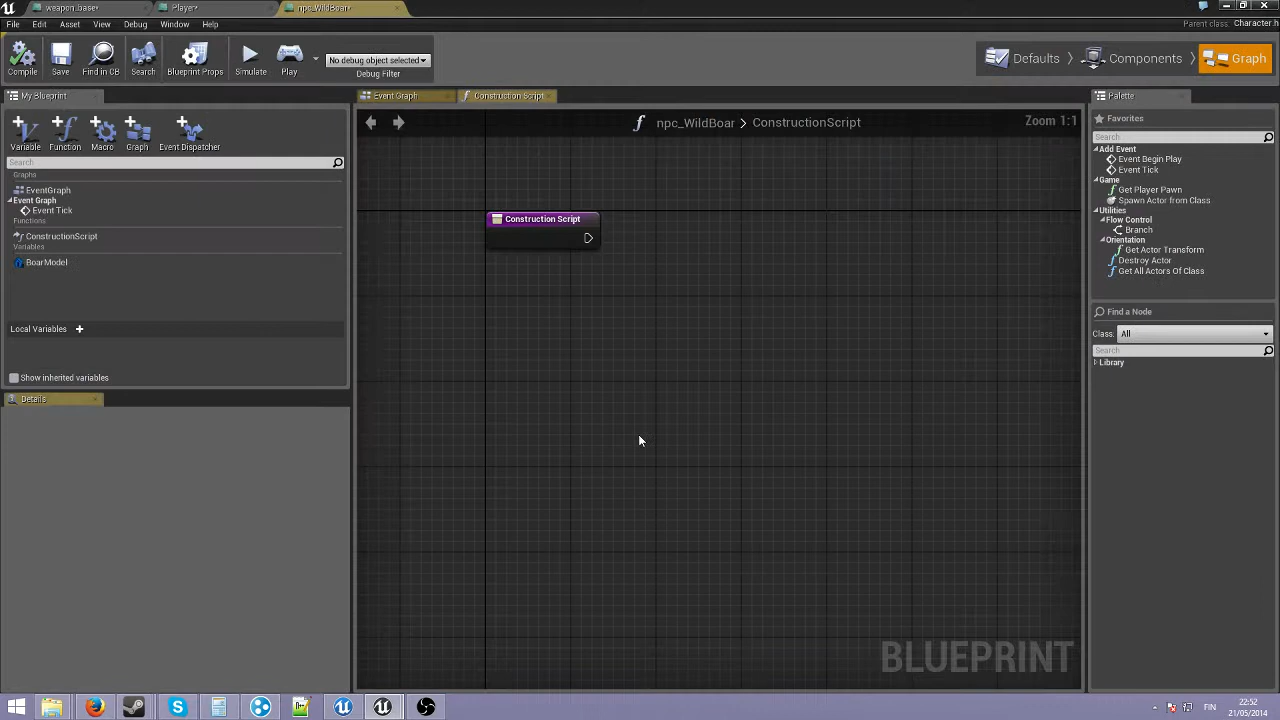 weapon.base*
Player*
npc_WildBoar*
File Edit Asset View Debug Window Help
Parent class: Character.h
Compile
Save
Find in CB
Search
Blueprint Props
Simulate
Play
No debug object selected
Debug Filter
Defaults
Components
Graph
My Blueprint
Event Graph
Construction Script
Palette
Variable
Function
Macro
Graph
Event Dispatcher
Search
Graphs
EventGraph
Event Graph
Event Tick
Functions
ConstructionScript
Variables
BoarModel
Local Variables
Show inherited variables
Details
npc_WildBoar > ConstructionScript
Zoom 1:1
Construction Script
BLUEPRINT
Favorites
Search
Add Event
Event Begin Play
Event Tick
Game
Get Player Pawn
Spawn Actor from Class
Utilities
Flow Control
Branch
Orientation
Get Actor Transform
Destroy Actor
Get All Actors Of Class
Find a Node
Class: All
Search
Library
FIN
22:52
21/05/2014